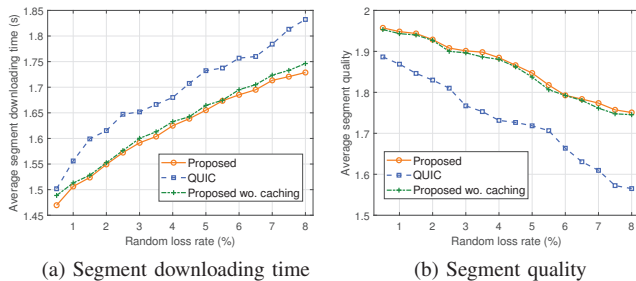 Average segment downloading time (s)
1.85
1.8
1.75
1.7
1.65
1.6
1.55
1.5
1.45
Proposed
QUIC
Proposed wo. caching
1 2 3 4 5 6 7 8
Random loss rate (%)
(a) Segment downloading time
Average segment quality
2
1.9
1.8
1.7
1.6
1.5
Proposed
QUIC
Proposed wo. caching
0 1 2 3 4 5 6 7 8
Random loss rate (%)
(b) Segment quality